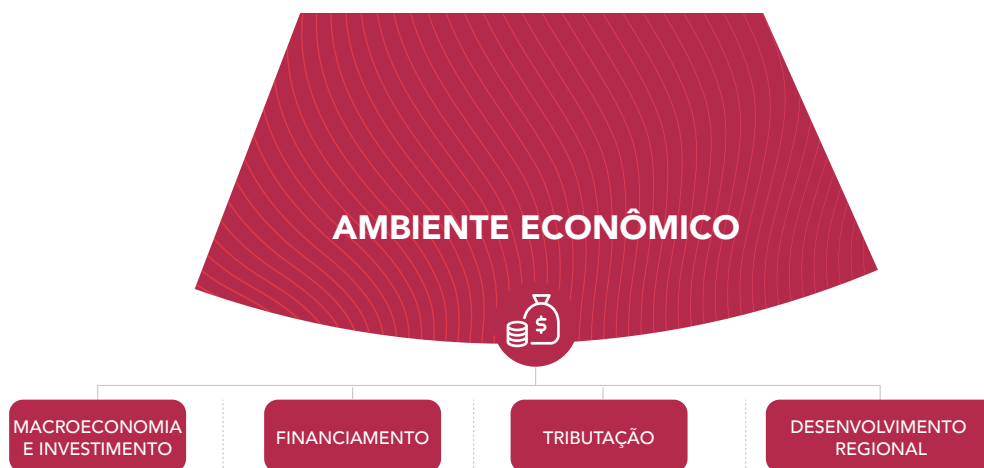 AMBIENTE ECONÔMICO
$
MACROECONOMIA
E INVESTIMENTO
FINANCIAMENTO
TRIBUTAÇÃO
DESENVOLVIMENTO
REGIONAL